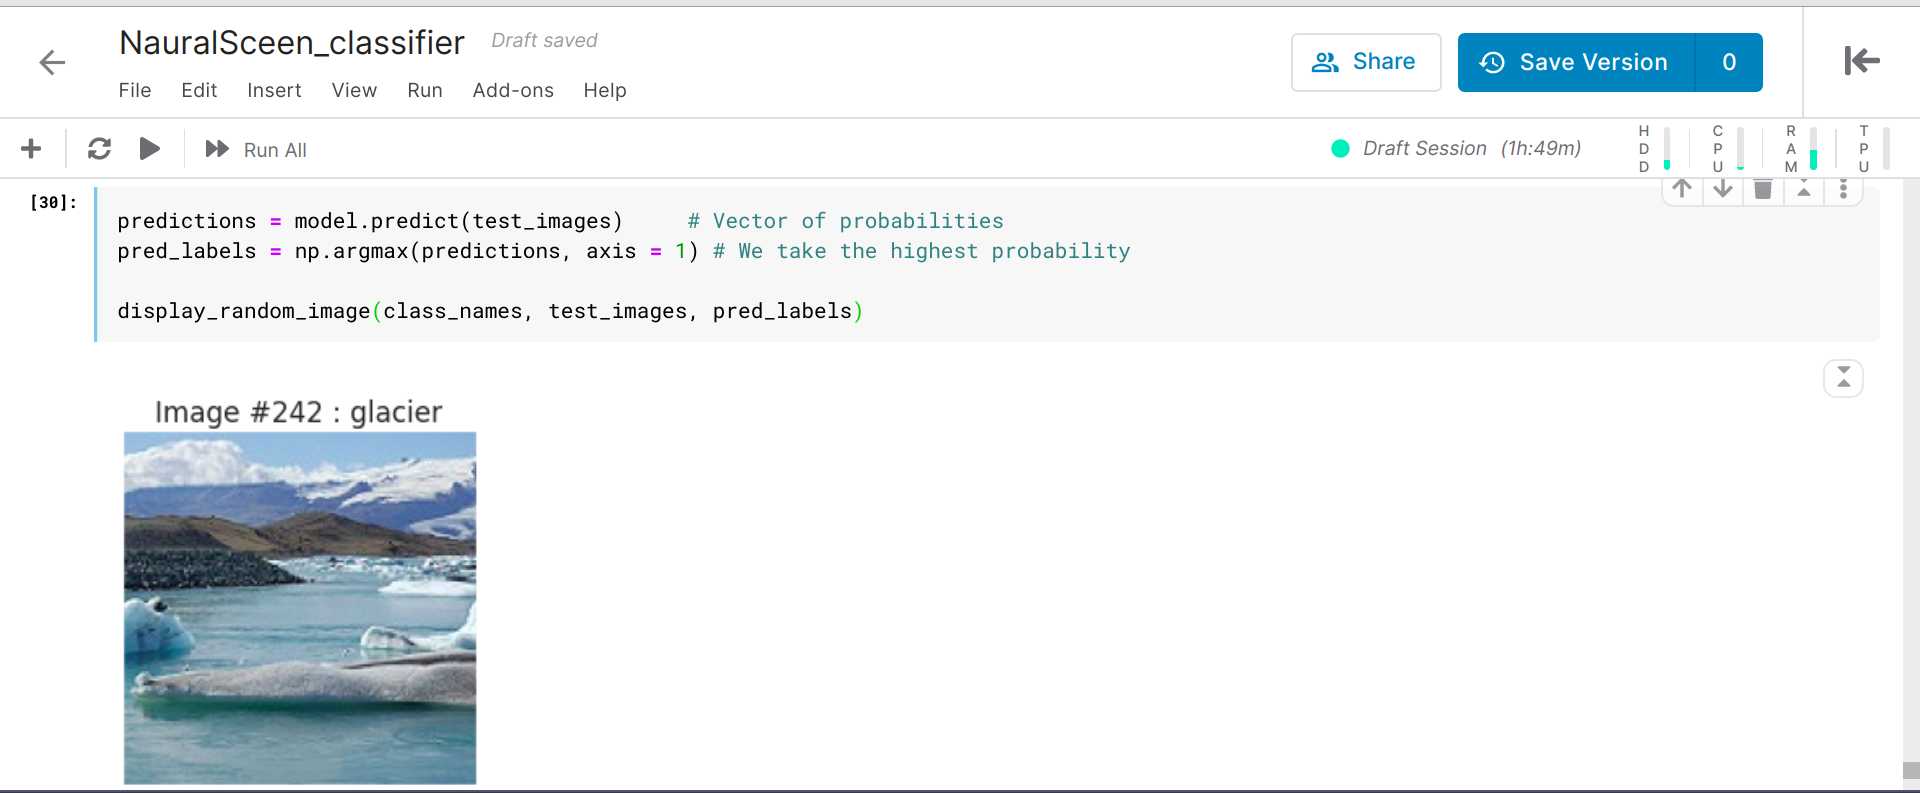 NauralSceen_classifier Draft saved
File Edit Insert View Run Add-ons Help
Share
Save Version 0
Run All
Draft Session (1h:49m)
HDD CPU RAM TPU
[30]:
predictions = model.predict(test_images)     # Vector of probabilities
pred_labels = np.argmax(predictions, axis = 1) # We take the highest probability
display_random_image(class_names, test_images, pred_labels)
Image #242 : glacier